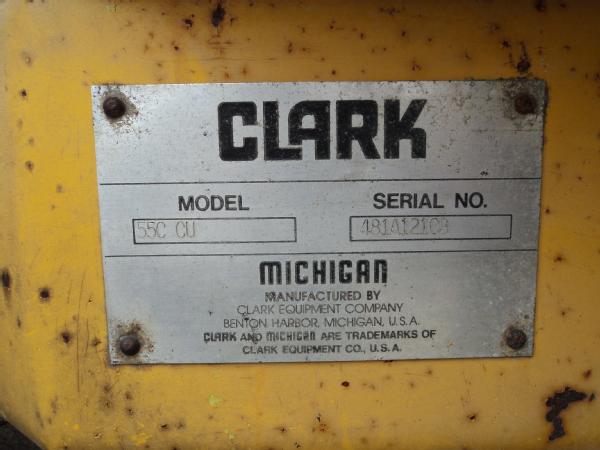 CLARK
MODEL SERIAL NO.
55C CU 481A121CB
MICHIGAN
MANUFACTURED BY
CLARK EQUIPMENT COMPANY
BENTON HARBOR, MICHIGAN, U.S.A.
CLARK AND MICHIGAN ARE TRADEMARKS OF
CLARK EQUIPMENT CO., U.S.A.